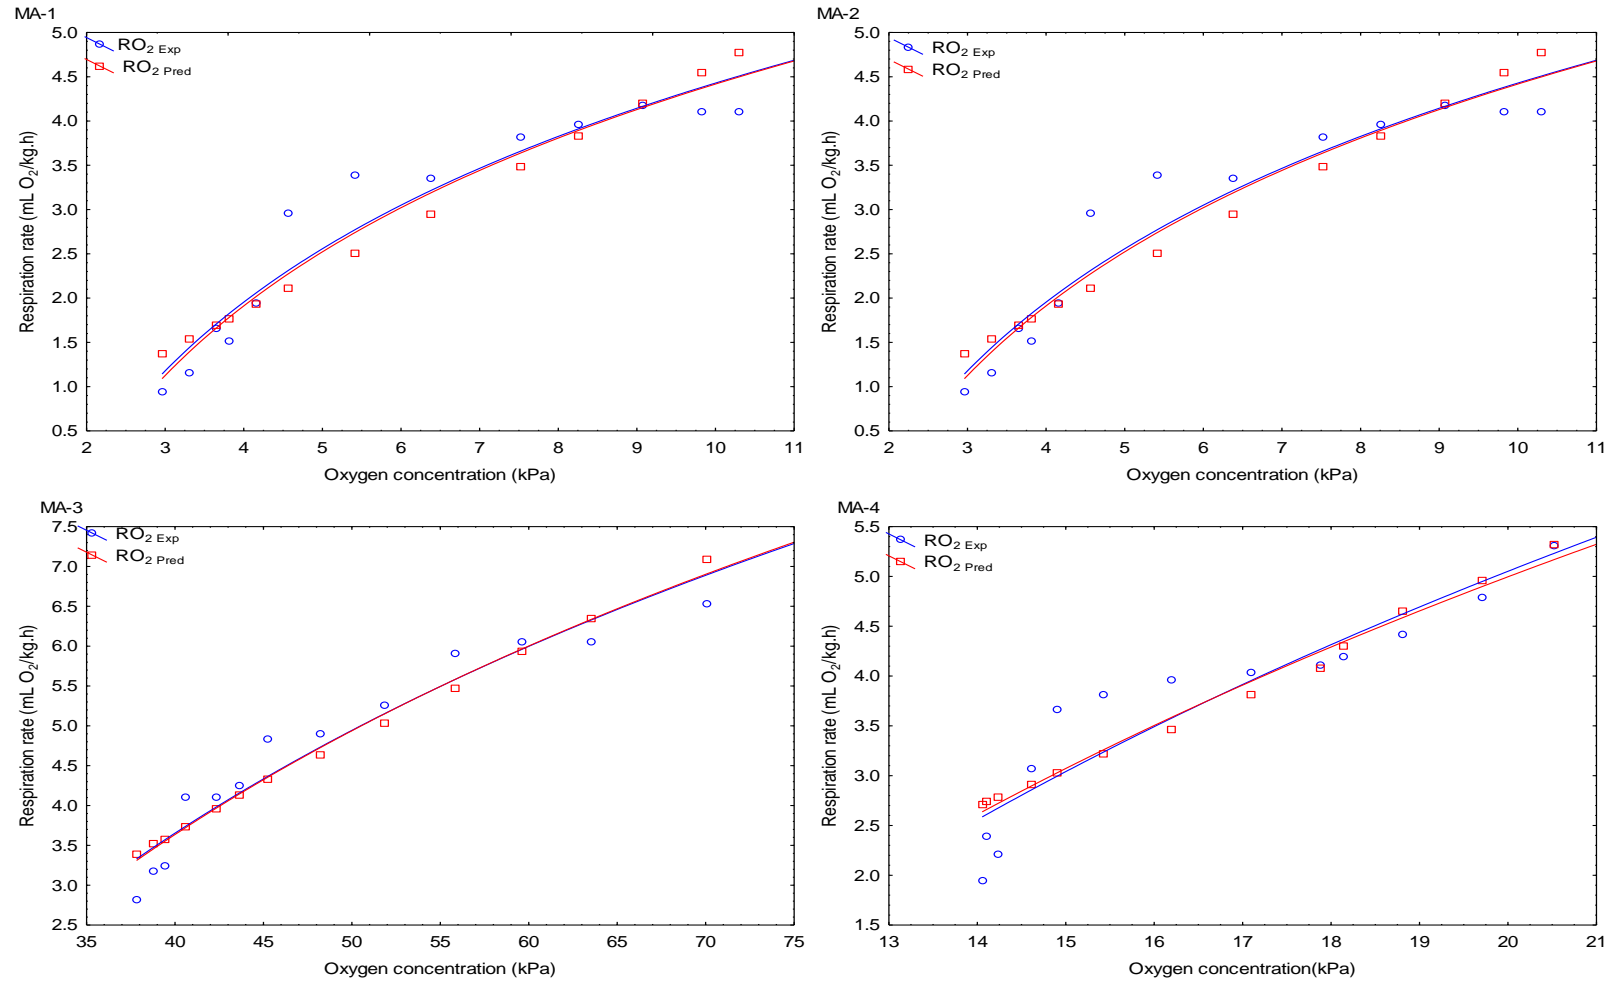 MA-1
5.0
4.5
4.0
3.5
3.0
2.5
2.0
1.5
1.0
0.5
RO2 Exp
RO2 Pred
Respiration rate (mL O2/kg.h)
2 3 4 5 6 7 8 9 10 11
Oxygen concentration (kPa)
MA-2
5.0
4.5
4.0
3.5
3.0
2.5
2.0
1.5
1.0
0.5
RO2 Exp
RO2 Pred
Respiration rate (mL O2/kg.h)
2 3 4 5 6 7 8 9 10 11
Oxygen concentration (kPa)
MA-3
7.5
7.0
6.5
6.0
5.5
5.0
4.5
4.0
3.5
3.0
2.5
RO2 Exp
RO2 Pred
Respiration rate (mL O2/kg.h)
35 40 45 50 55 60 65 70 75
Oxygen concentration (kPa)
MA-4
5.5
5.0
4.5
4.0
3.5
3.0
2.5
2.0
1.5
RO2 Exp
RO2 Pred
Respiration rate (mL O2/kg.h)
13 14 15 16 17 18 19 20 21
Oxygen concentration(kPa)